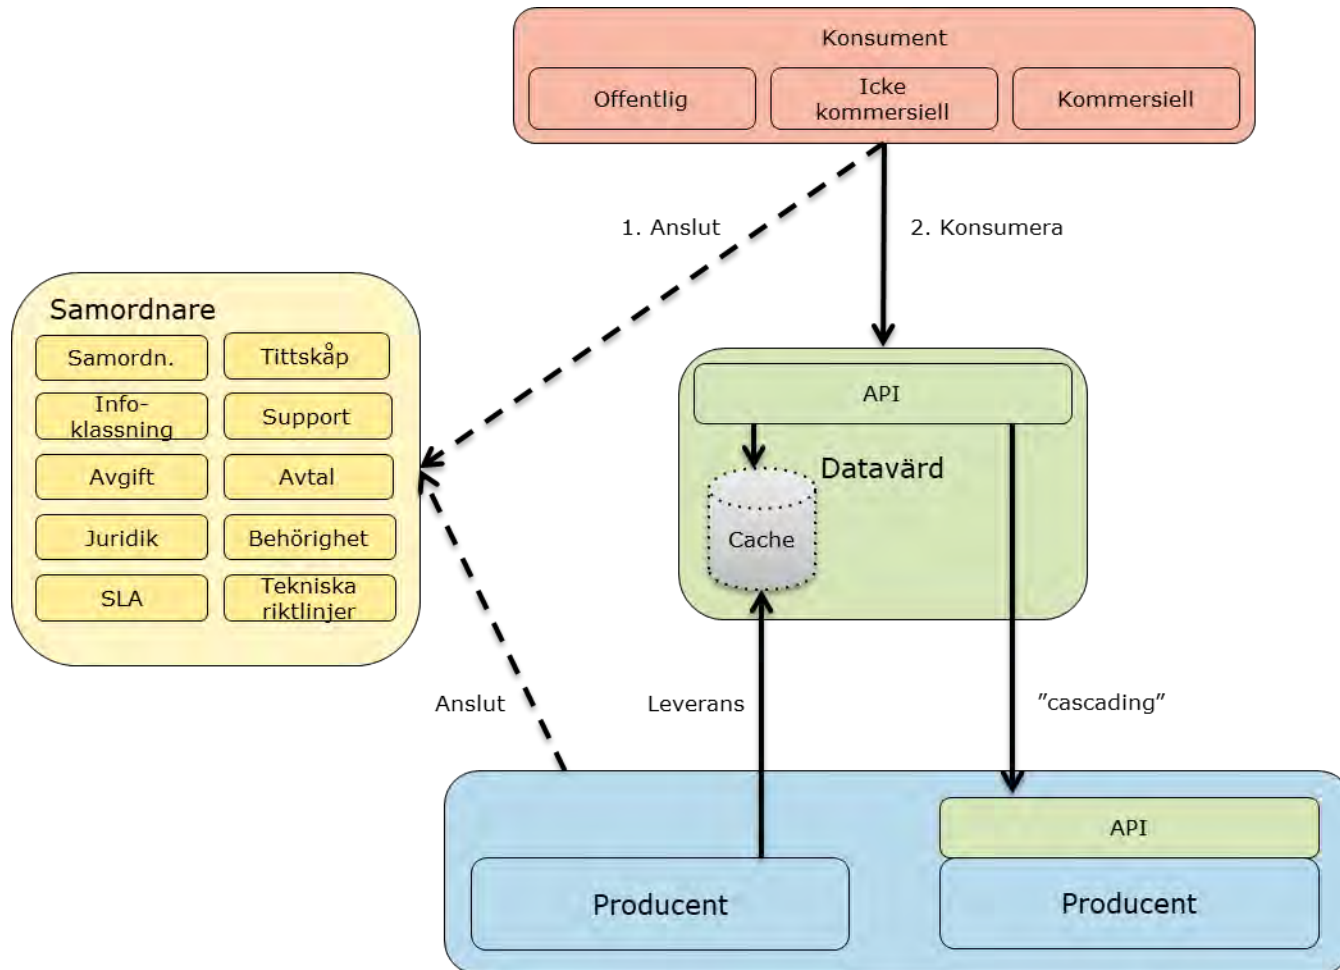 Konsument
Offentlig
Icke
kommersiell
Kommersiell
1. Anslut
2. Konsumera
Samordnare
Samordn.
Tittskåp
Info-
klassning
Support
Avgift
Avtal
Juridik
Behörighet
SLA
Tekniska
riktlinjer
API
Datavärd
Cache
Anslut
Leverans
”cascading”
API
Producent
Producent